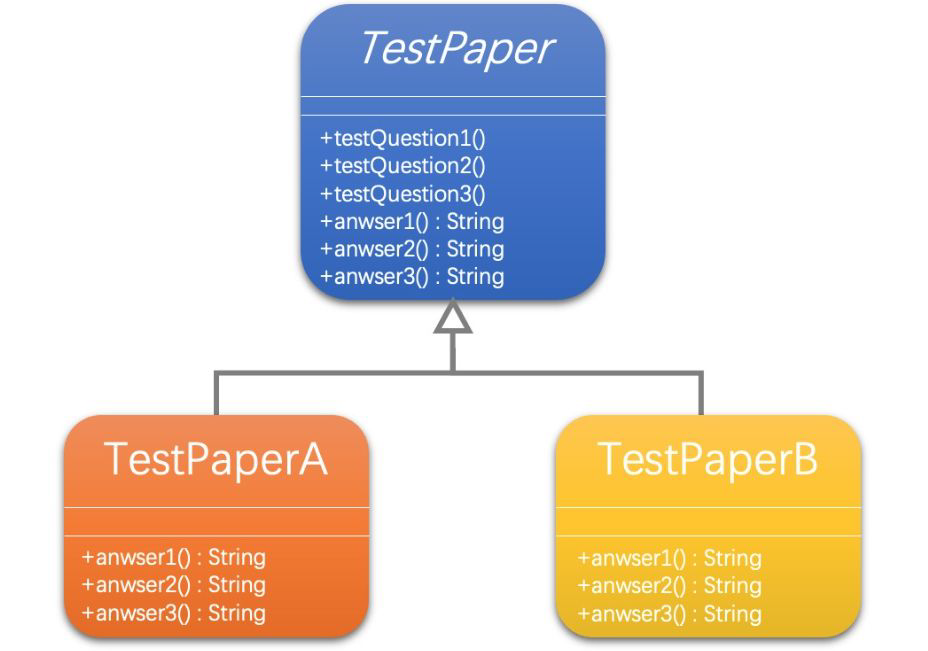 TestPaper
+testQuestion1()
+testQuestion2()
+testQuestion3()
+anwser1() : String
+anwser2() : String
+anwser3() : String
TestPaperA
+anwser1() : String
+anwser2() : String
+anwser3() : String
TestPaperB
+anwser1() : String
+anwser2() : String
+anwser3() : String